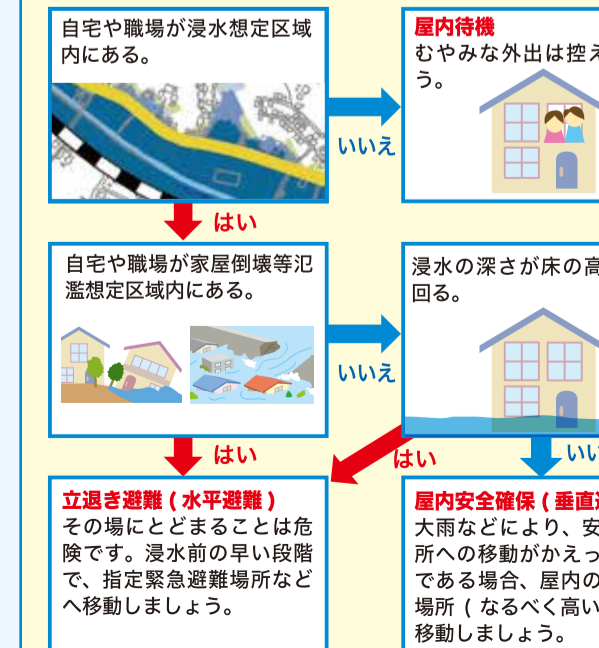 自宅や職場が浸水想定区域
内にある。
屋内待機
むやみな外出は控え
う。
いいえ
はい
自宅や職場が家屋倒壊等氾
濫想定区域内にある。
浸水の深さが床の高
回る。
いいえ
はい
はい
いい
立退き避難 ( 水平避難 )
その場にとどまることは危
険です。浸水前の早い段階
で、指定緊急避難場所など
へ移動しましょう。
屋内安全確保 ( 垂直
大雨などにより、安
所への移動がかえっ
である場合、屋内の
場所 ( なるべく高い
移動しましょう。